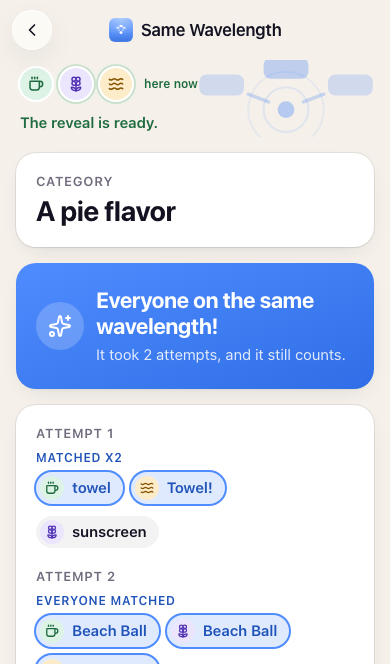 Same Wavelength
here now
The reveal is ready.
CATEGORY
A pie flavor
Everyone on the same
wavelength!
It took 2 attempts, and it still counts.
ATTEMPT 1
MATCHED X2
towel
Towel!
sunscreen
ATTEMPT 2
EVERYONE MATCHED
Beach Ball
Beach Ball